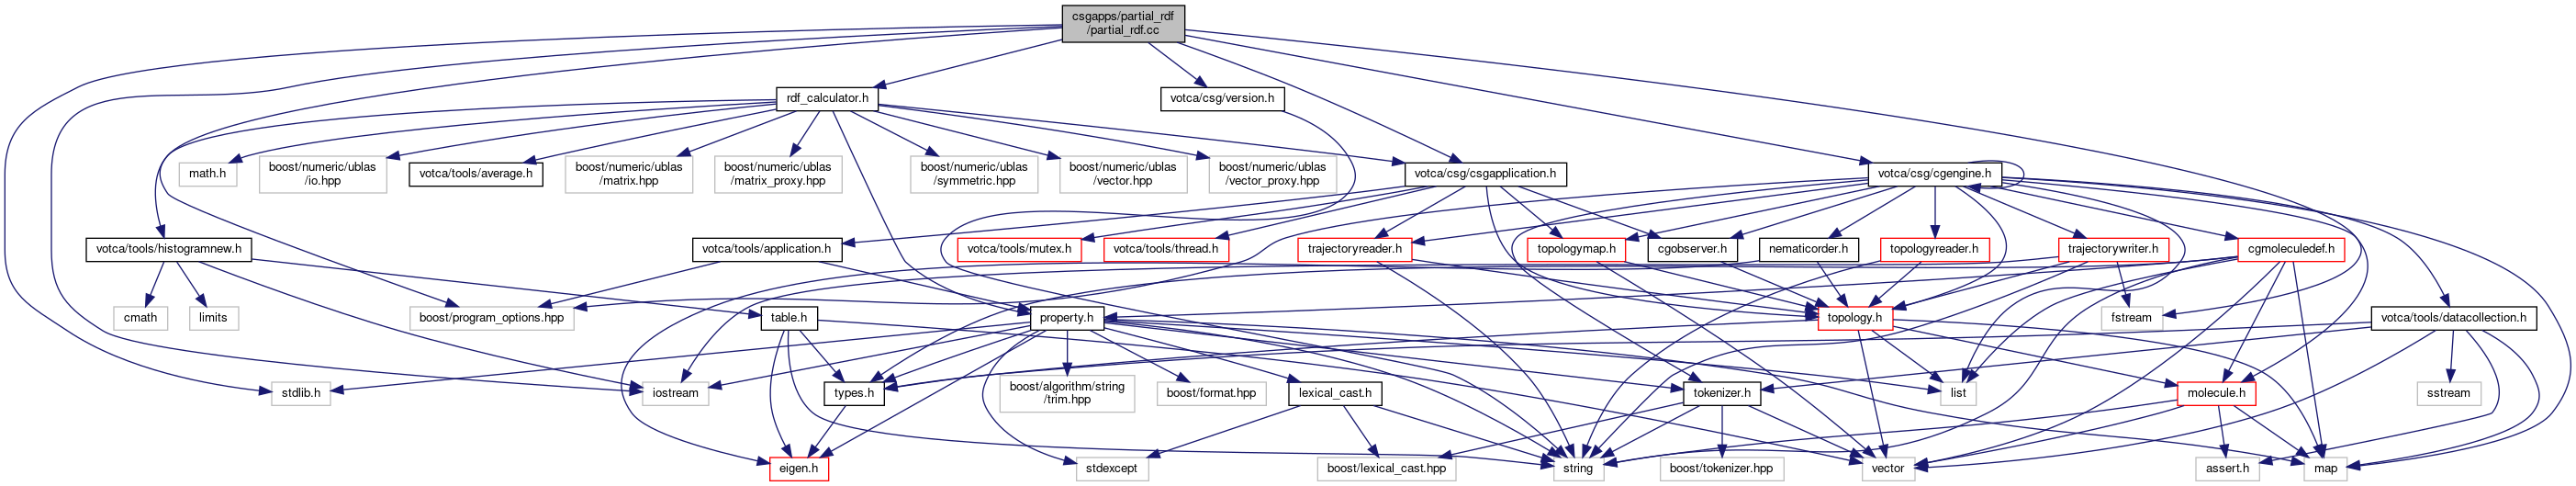 csgapps/partial_rdf
/partial_rdf.cc
rdf_calculator.h
votca/csg/version.h
math.h
boost/numeric/ublas
/io.hpp
votca/tools/average.h
boost/numeric/ublas
/matrix.hpp
boost/numeric/ublas
/matrix_proxy.hpp
boost/numeric/ublas
/symmetric.hpp
boost/numeric/ublas
/vector.hpp
boost/numeric/ublas
/vector_proxy.hpp
votca/csg/csgapplication.h
votca/csg/cgengine.h
votca/tools/histogramnew.h
votca/tools/application.h
votca/tools/mutex.h
votca/tools/thread.h
trajectoryreader.h
topologymap.h
cgobserver.h
nematicorder.h
topologyreader.h
trajectorywriter.h
cgmoleculedef.h
cmath
limits
boost/program_options.hpp
table.h
property.h
topology.h
fstream
votca/tools/datacollection.h
stdlib.h
iostream
types.h
boost/algorithm/string
/trim.hpp
boost/format.hpp
lexical_cast.h
tokenizer.h
list
molecule.h
sstream
eigen.h
stdexcept
boost/lexical_cast.hpp
string
boost/tokenizer.hpp
vector
assert.h
map